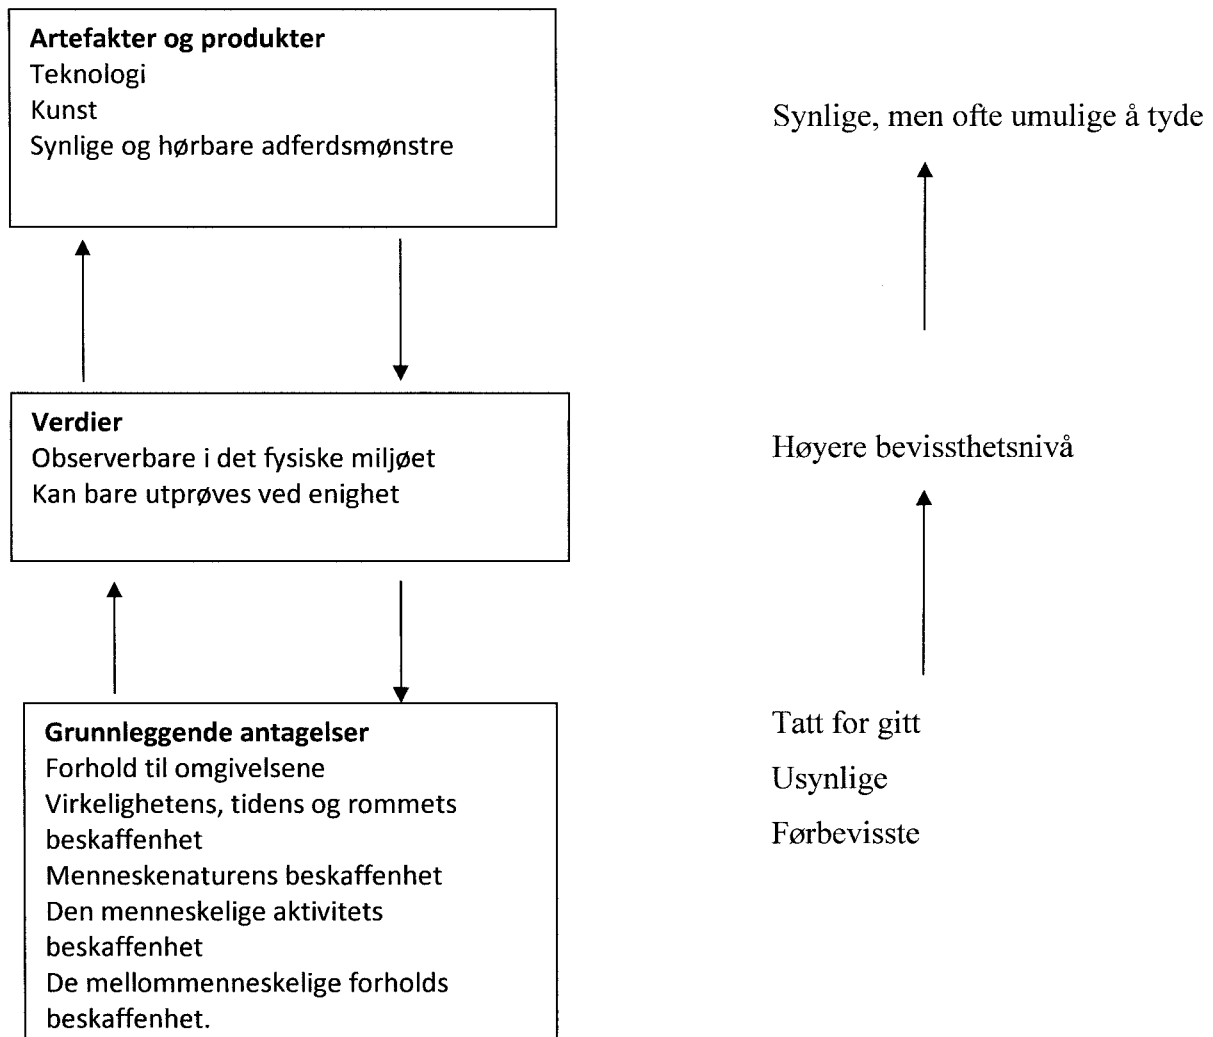 Artefakter og produkter
Teknologi
Kunst
Synlige og hørbare adferdsmønstre
Synlige, men ofte umulige å tyde
Verdier
Observerbare i det fysiske miljøet
Kan bare utprøves ved enighet
Høyere bevissthetsnivå
Grunnleggende antagelser
Forhold til omgivelsene
Virkelighetens, tidens og rommets
beskaffenhet
Menneskenaturens beskaffenhet
Den menneskelige aktivitets
beskaffenhet
De mellommenneskelige forholds
beskaffenhet.
Tatt for gitt
Usynlige
Førbevisste